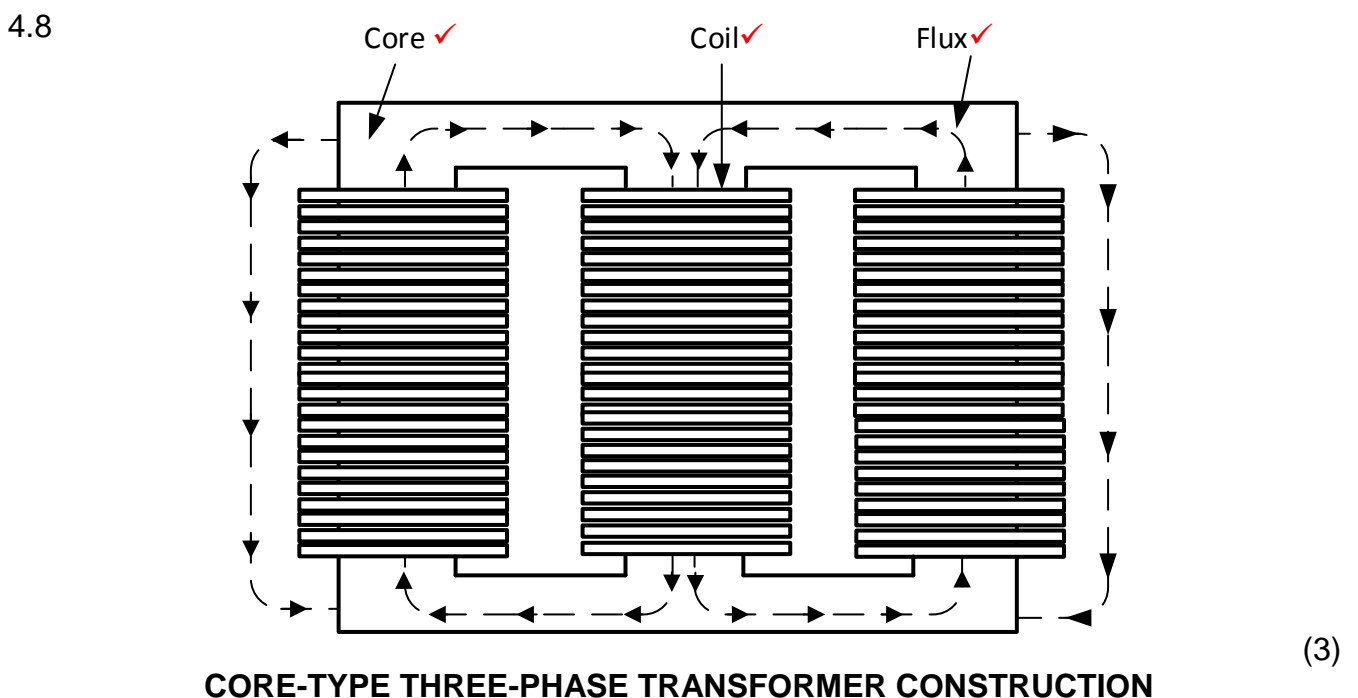 4.8
Core ✓ Coil✓ Flux✓
(3)
CORE-TYPE THREE-PHASE TRANSFORMER CONSTRUCTION